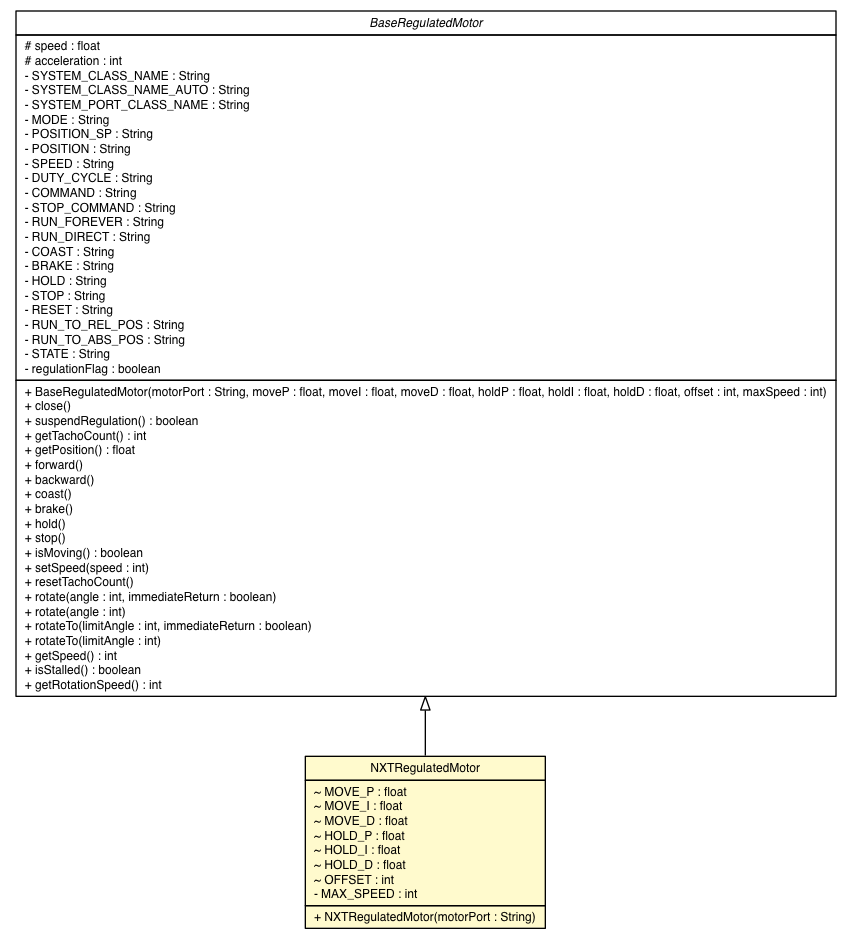 BaseRegulatedMotor
# speed : float
# acceleration : int
- SYSTEM_CLASS_NAME : String
- SYSTEM_CLASS_NAME_AUTO : String
- SYSTEM_PORT_CLASS_NAME : String
- MODE : String
- POSITION_SP : String
- POSITION : String
- SPEED : String
- DUTY_CYCLE : String
- COMMAND : String
- STOP_COMMAND : String
- RUN_FOREVER : String
- RUN_DIRECT : String
- COAST : String
- BRAKE : String
- HOLD : String
- STOP : String
- RESET : String
- RUN_TO_REL_POS : String
- RUN_TO_ABS_POS : String
- STATE : String
- regulationFlag : boolean
+ BaseRegulatedMotor(motorPort : String, moveP : float, moveI : float, moveD : float, holdP : float, holdI : float, holdD : float, offset : int, maxSpeed : int)
+ close()
+ suspendRegulation() : boolean
+ getTachoCount() : int
+ getPosition() : float
+ forward()
+ backward()
+ coast()
+ brake()
+ hold()
+ stop()
+ isMoving() : boolean
+ setSpeed(speed : int)
+ resetTachoCount()
+ rotate(angle : int, immediateReturn : boolean)
+ rotate(angle : int)
+ rotateTo(limitAngle : int, immediateReturn : boolean)
+ rotateTo(limitAngle : int)
+ getSpeed() : int
+ isStalled() : boolean
+ getRotationSpeed() : int
NXTRegulatedMotor
~ MOVE_P : float
~ MOVE_I : float
~ MOVE_D : float
~ HOLD_P : float
~ HOLD_I : float
~ HOLD_D : float
~ OFFSET : int
- MAX_SPEED : int
+ NXTRegulatedMotor(motorPort : String)